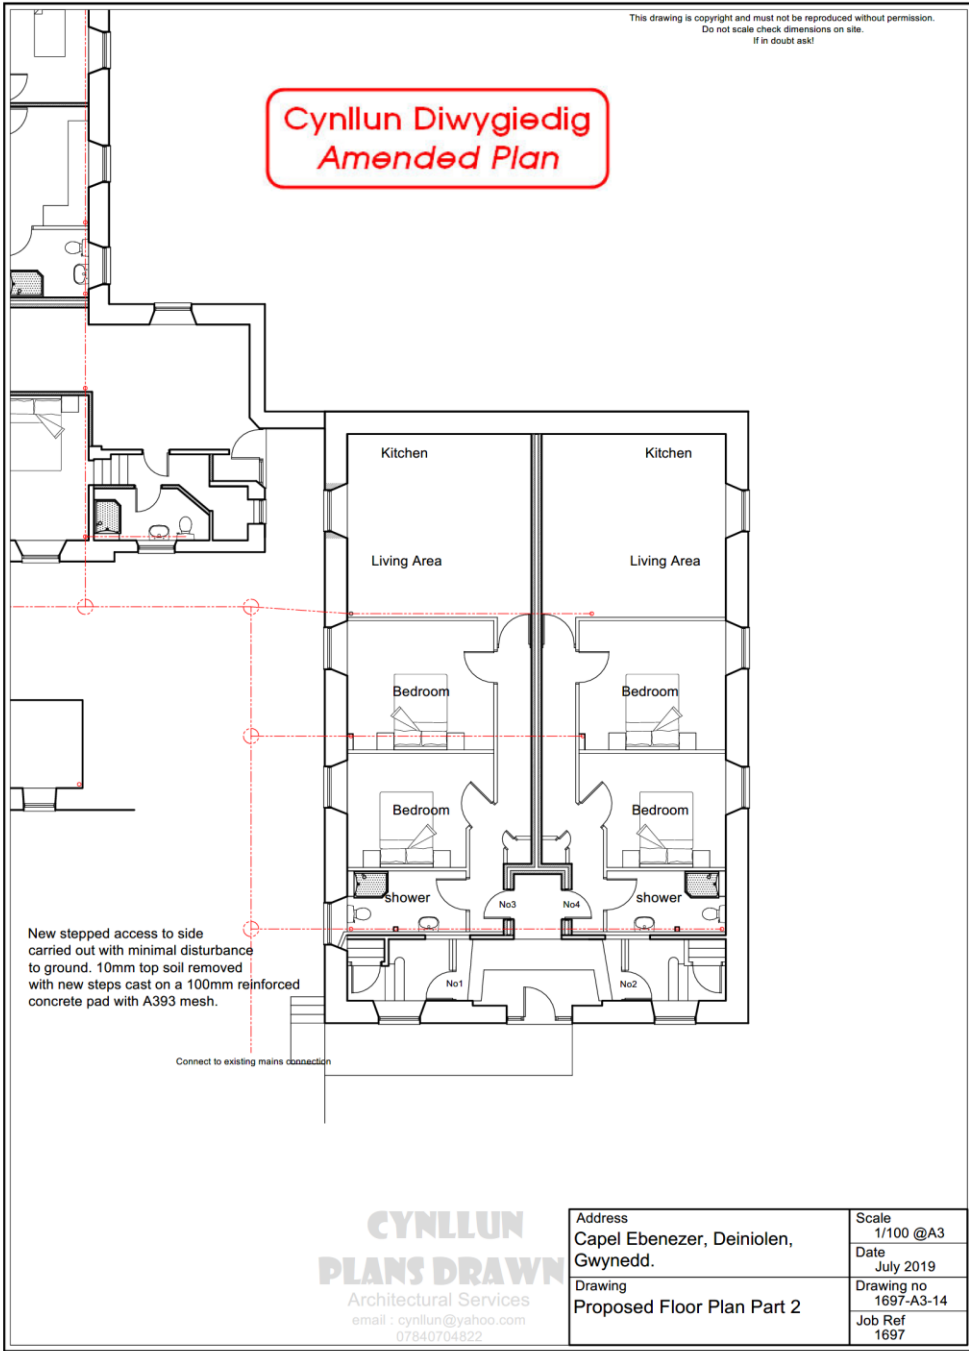 This drawing is copyright and must not be reproduced without permission.
Do not scale check dimensions on site.
If in doubt ask!
Cynllun Diwygiedig
Amended Plan
Kitchen
Kitchen
Living Area
Living Area
Bedroom
Bedroom
Bedroom
Bedroom
shower
shower
No3
No4
No1
No2
New stepped access to side
carried out with minimal disturbance
to ground. 10mm top soil removed
with new steps cast on a 100mm reinforced
concrete pad with A393 mesh.
Connect to existing mains connection
CYNLLUN
PLANS DRAWN
Architectural Services
email : cynllun@yahoo.com
07840704822
Address
Capel Ebenezer, Deiniolen,
Gwynedd.
Drawing
Proposed Floor Plan Part 2
Scale
1/100 @A3
Date
July 2019
Drawing no
1697-A3-14
Job Ref
1697